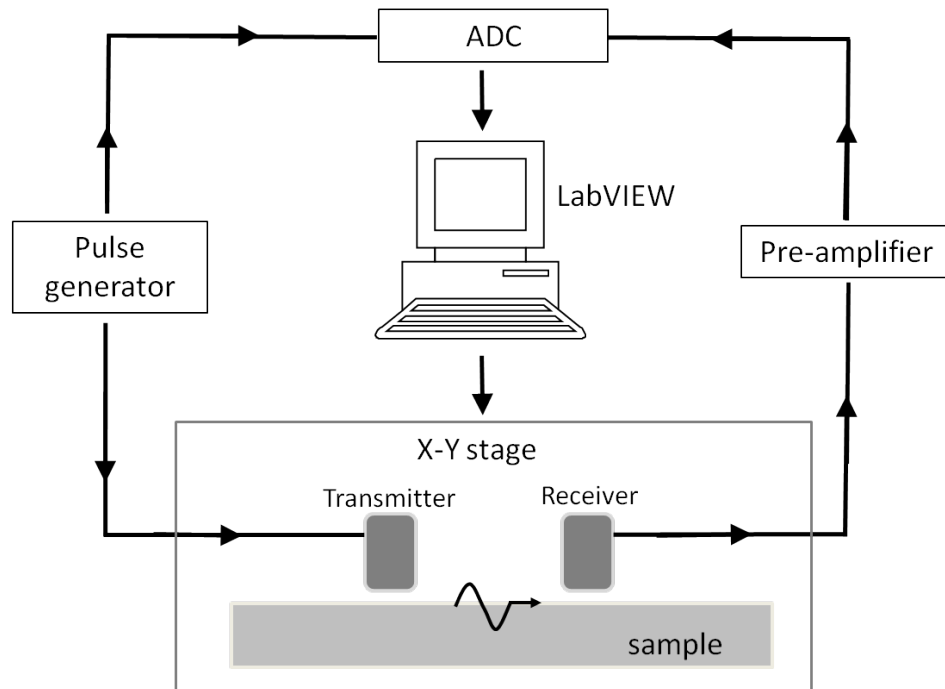 ADC
LabVIEW
Pulse
generator
Pre-amplifier
X-Y stage
Transmitter
Receiver
sample